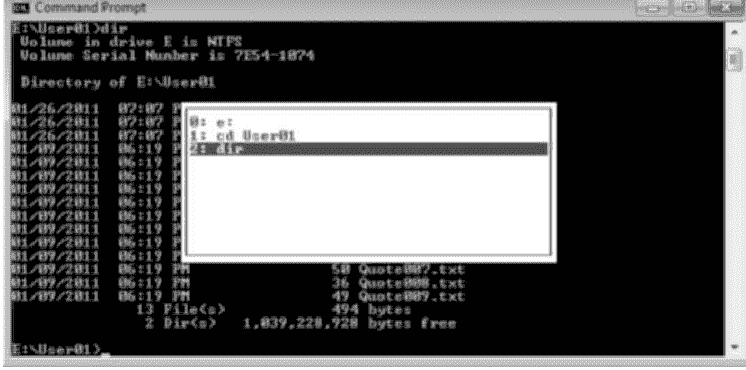 Command Prompt
E:\User01>dir
Volume in drive E is NTFS
Volume Serial Number is 7E54-1074
Directory of E:\User01
01/26/2011 07:07 P
01/26/2011 07:07 P
01/26/2011 07:07 P
01/09/2011 06:19 P
01/09/2011 06:19 P
01/09/2011 06:19 P
01/09/2011 06:19 P
01/09/2011 06:19 P
01/09/2011 06:19 P
01/09/2011 06:19 P
01/09/2011 06:19 P
01/09/2011 06:19 P
01/09/2011 06:19 PM 50 Quote007.txt
01/09/2011 06:19 PM 36 Quote008.txt
01/09/2011 06:19 PM 49 Quote009.txt
13 File(s) 494 bytes
2 Dir(s) 1,039,228,928 bytes free
E:\User01>_
0: e:
1: cd User01
2: dir